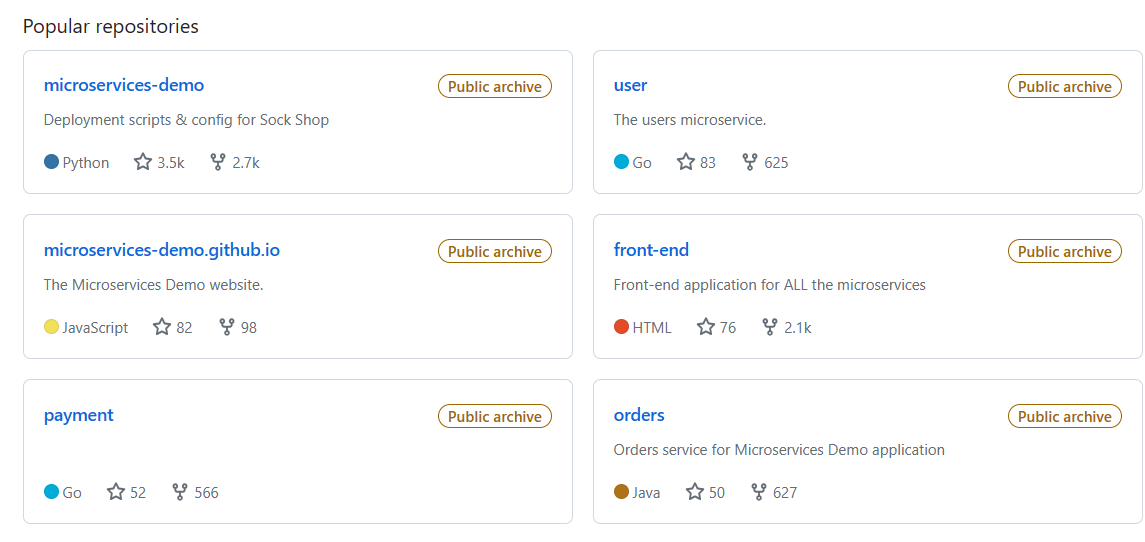 Popular repositories
microservices-demo
Public archive
Deployment scripts & config for Sock Shop
Python 3.5k 2.7k
user
Public archive
The users microservice.
Go 83 625
microservices-demo.github.io
Public archive
The Microservices Demo website.
JavaScript 82 98
front-end
Public archive
Front-end application for ALL the microservices
HTML 76 2.1k
payment
Public archive
Go 52 566
orders
Public archive
Orders service for Microservices Demo application
Java 50 627